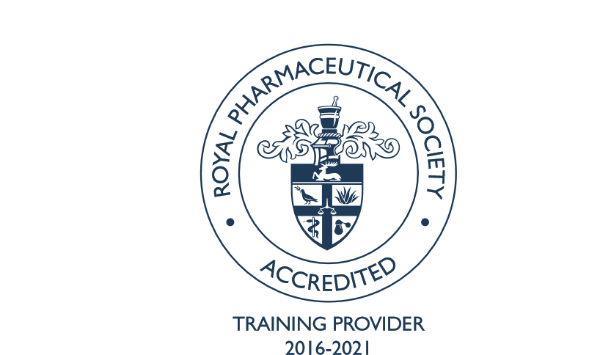 ROYAL PHARMACEUTICAL SOCIETY
ACCREDITED
TRAINING PROVIDER
2016-2021